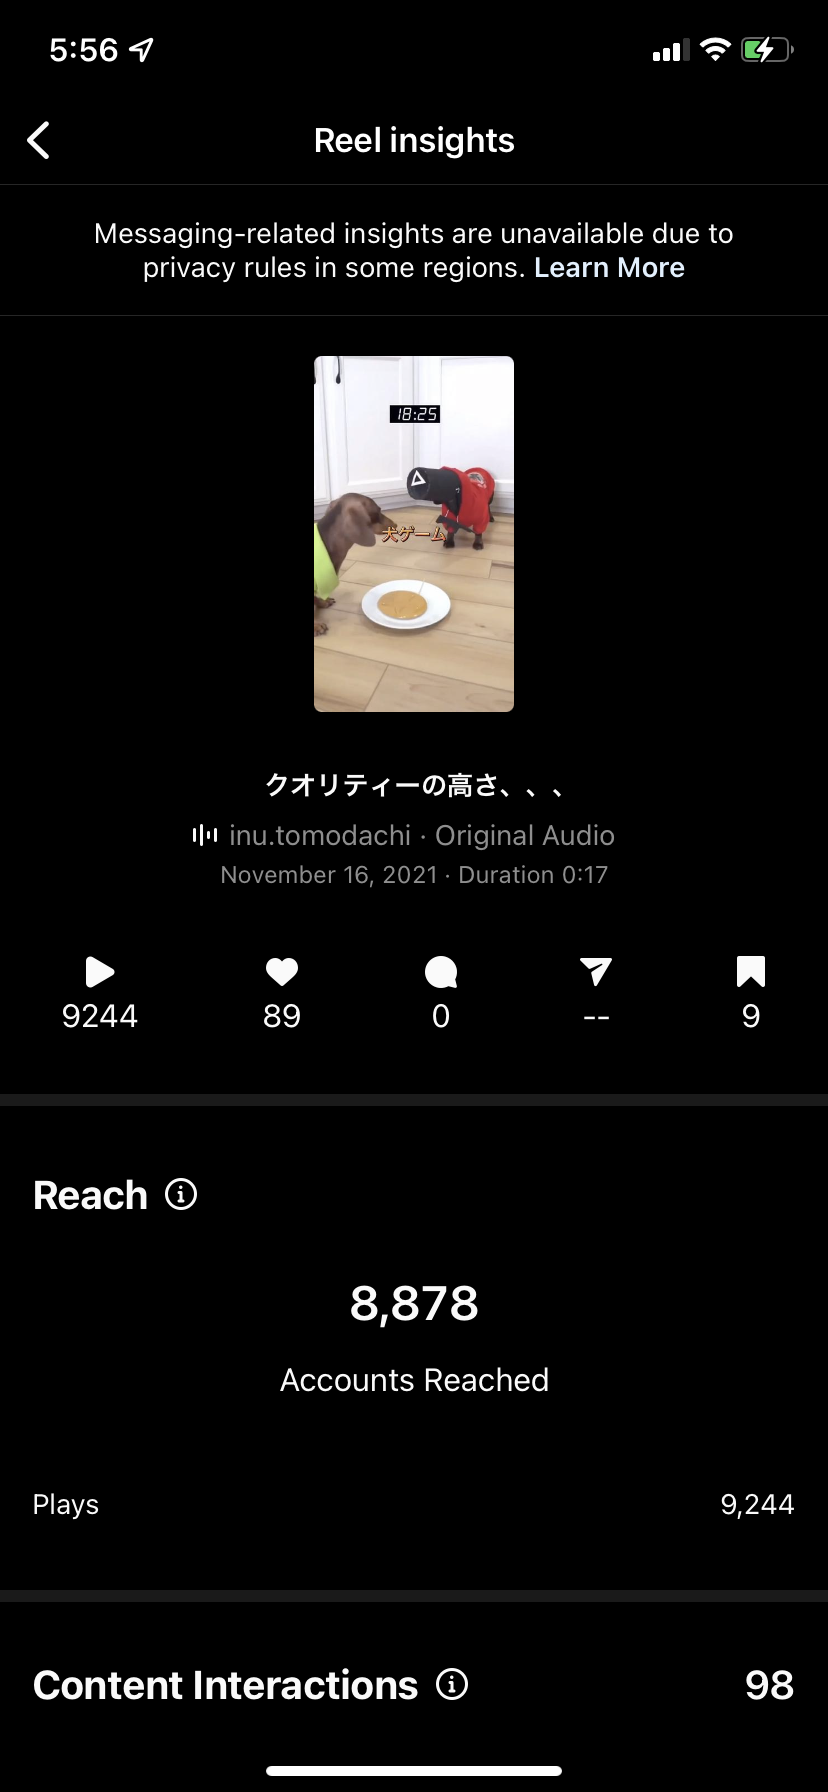 5:56
Reel insights
Messaging-related insights are unavailable due to
privacy rules in some regions. Learn More
18:25
犬ゲーム
クオリティーの高さ、、、
inu.tomodachi · Original Audio
November 16, 2021 · Duration 0:17
9244 89 0 -- 9
Reach
8,878
Accounts Reached
Plays 9,244
Content Interactions 98